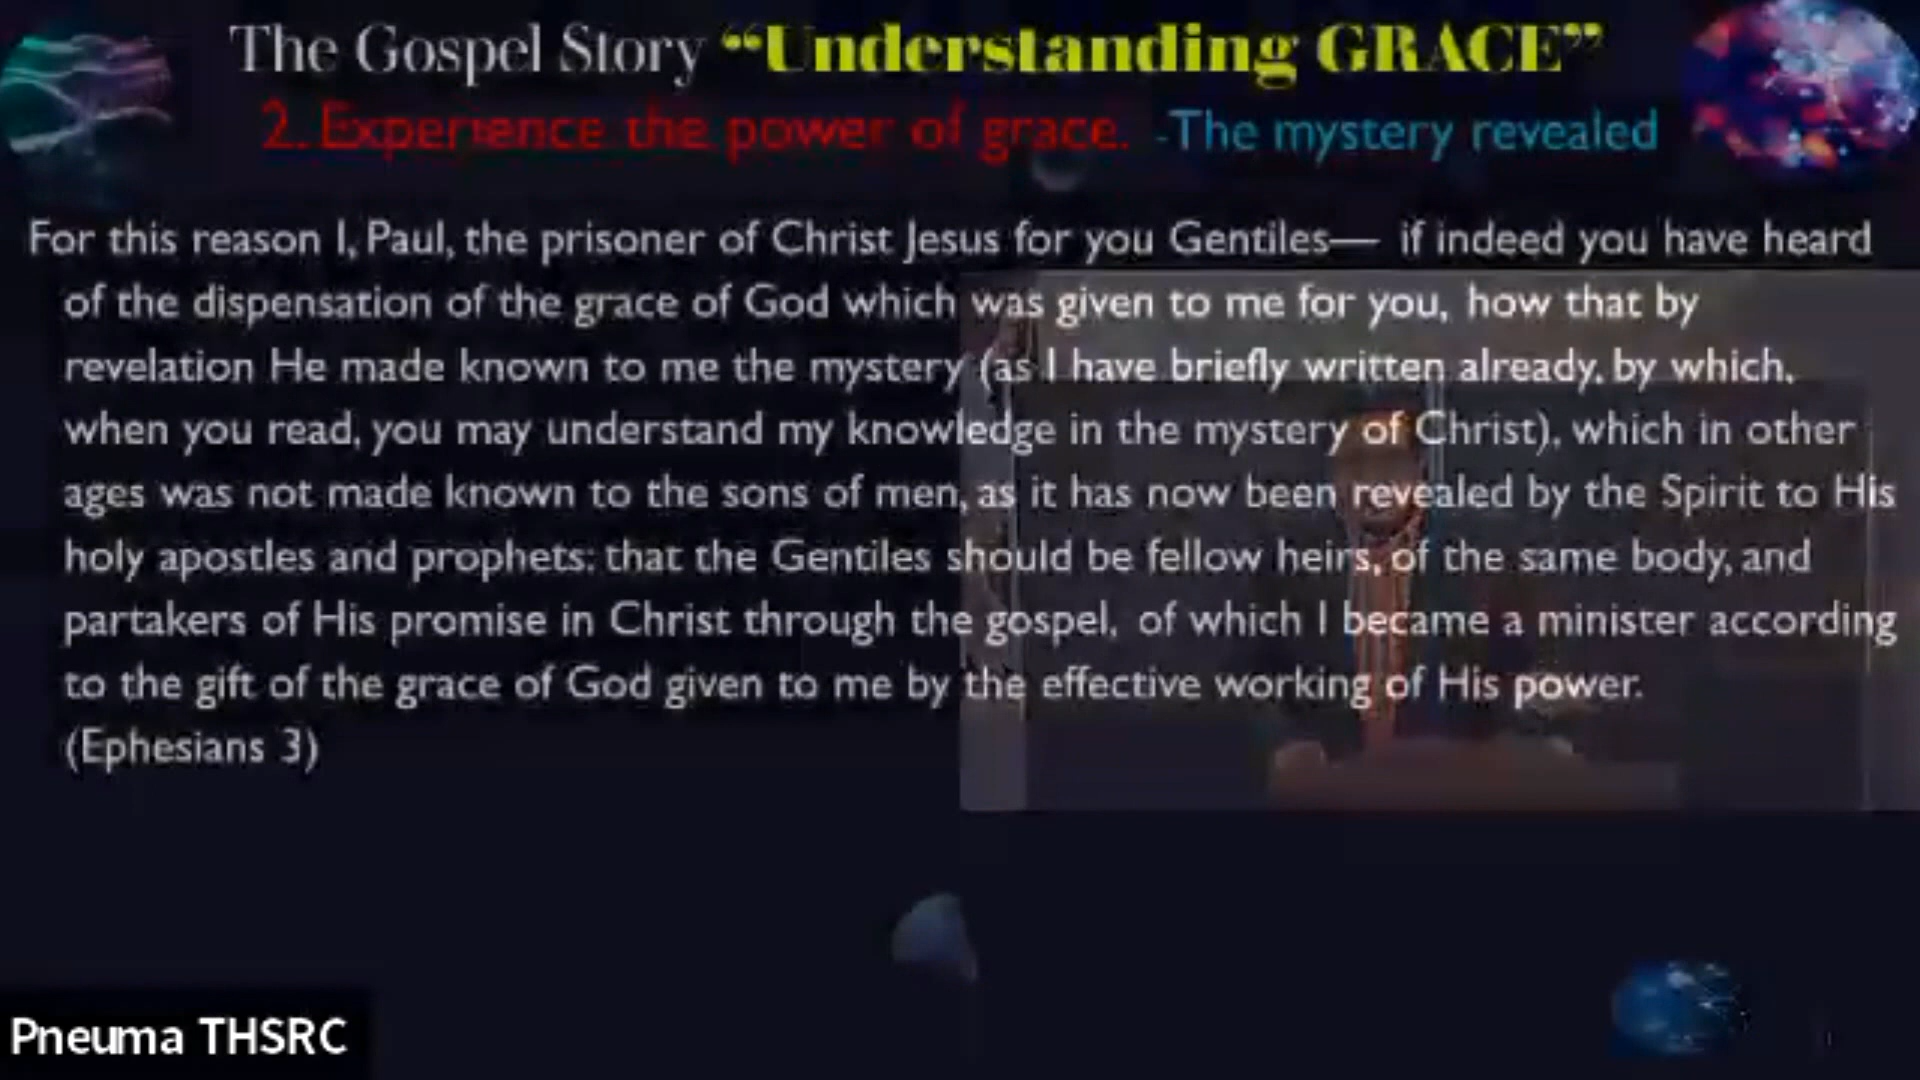 The Gospel Story “Understanding GRACE”
2. Experience the power of grace. -The mystery revealed
For this reason I, Paul, the prisoner of Christ Jesus for you Gentiles— if indeed you have heard
of the dispensation of the grace of God which was given to me for you, how that by
revelation He made known to me the mystery (as I have briefly written already, by which,
when you read, you may understand my knowledge in the mystery of Christ), which in other
ages was not made known to the sons of men, as it has now been revealed by the Spirit to His
holy apostles and prophets: that the Gentiles should be fellow heirs, of the same body, and
partakers of His promise in Christ through the gospel, of which I became a minister according
to the gift of the grace of God given to me by the effective working of His power.
(Ephesians 3)
Pneuma THSRC